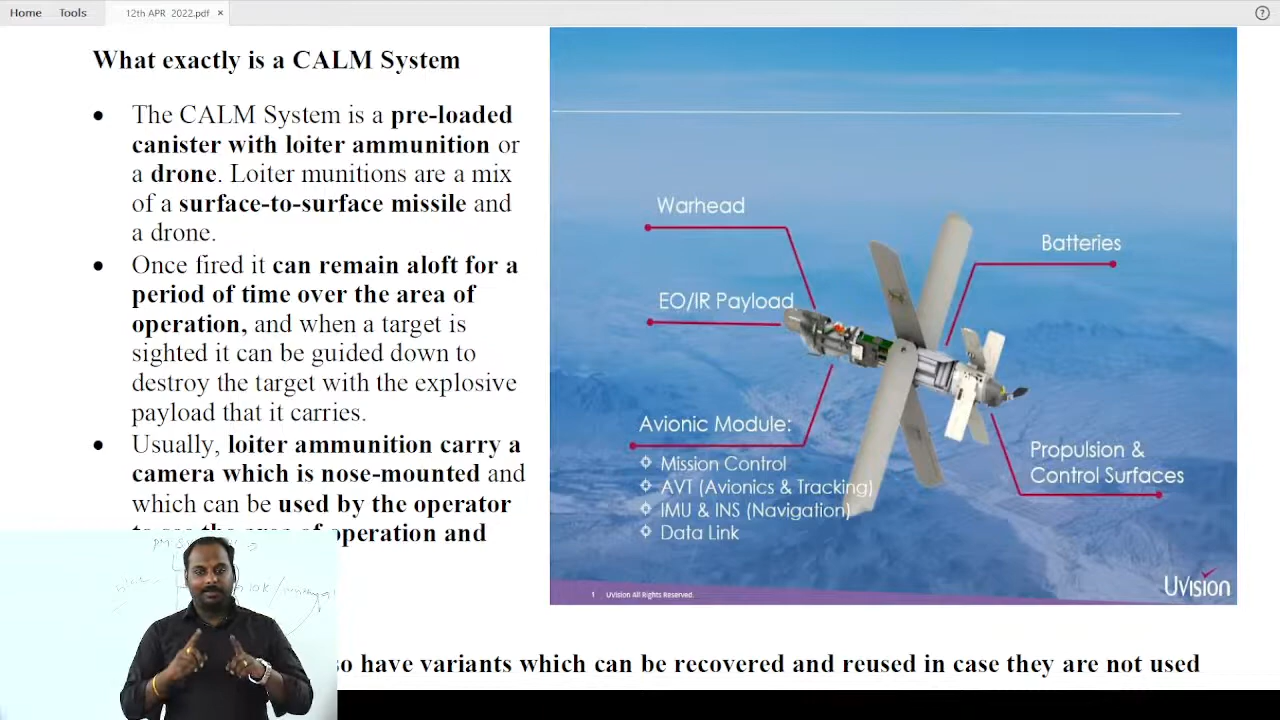 Home Tools 12th APR 2022.pdf ×
What exactly is a CALM System
• The CALM System is a pre-loaded
canister with loiter ammunition or
a drone. Loiter munitions are a mix
of a surface-to-surface missile and
a drone.
• Once fired it can remain aloft for a
period of time over the area of
operation, and when a target is
sighted it can be guided down to
destroy the target with the explosive
payload that it carries.
• Usually, loiter ammunition carry a
camera which is nose-mounted and
which can be used by the operator
operation and
Warhead
Batteries
EO/IR Payload
Avionic Module:
Mission Control
AVT (Avionics & Tracking)
IMU & INS (Navigation)
Data Link
Propulsion &
Control Surfaces
1 UVision All Rights Reserved.
UVision
so have variants which can be recovered and reused in case they are not used